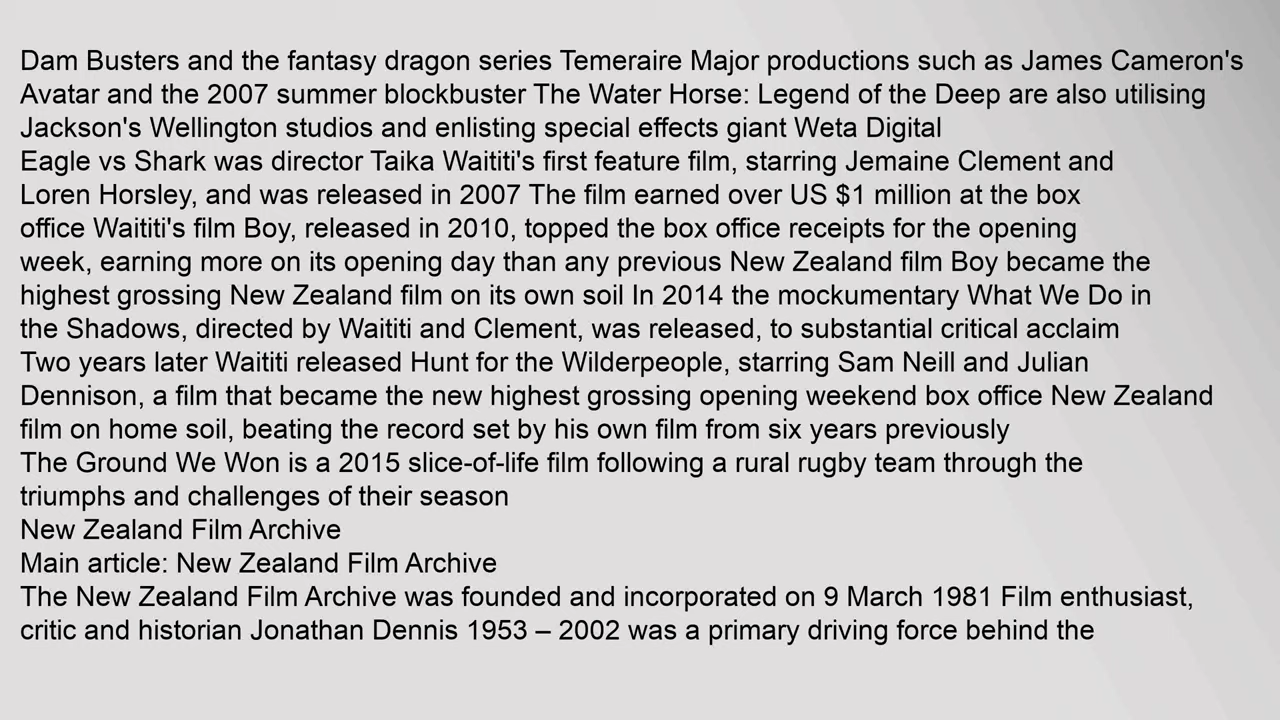 Dam Busters and the fantasy dragon series Temeraire Major productions such as James Cameron's
Avatar and the 2007 summer blockbuster The Water Horse: Legend of the Deep are also utilising
Jackson's Wellington studios and enlisting special effects giant Weta Digital
Eagle vs Shark was director Taika Waititi's first feature film, starring Jemaine Clement and
Loren Horsley, and was released in 2007 The film earned over US $1 million at the box
office Waititi's film Boy, released in 2010, topped the box office receipts for the opening
week, earning more on its opening day than any previous New Zealand film Boy became the
highest grossing New Zealand film on its own soil In 2014 the mockumentary What We Do in
the Shadows, directed by Waititi and Clement, was released, to substantial critical acclaim
Two years later Waititi released Hunt for the Wilderpeople, starring Sam Neill and Julian
Dennison, a film that became the new highest grossing opening weekend box office New Zealand
film on home soil, beating the record set by his own film from six years previously
The Ground We Won is a 2015 slice-of-life film following a rural rugby team through the
triumphs and challenges of their season
New Zealand Film Archive
Main article: New Zealand Film Archive
The New Zealand Film Archive was founded and incorporated on 9 March 1981 Film enthusiast,
critic and historian Jonathan Dennis 1953 – 2002 was a primary driving force behind the